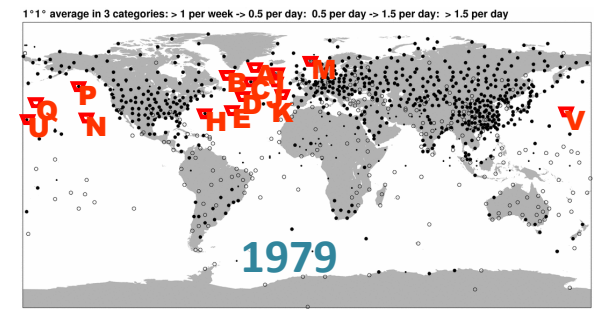 1°1° average in 3 categories: > 1 per week -> 0.5 per day: 0.5 per day -> 1.5 per day: > 1.5 per day
M
A
B
C
I
P
D
K
Q
E
H
U
N
V
1979